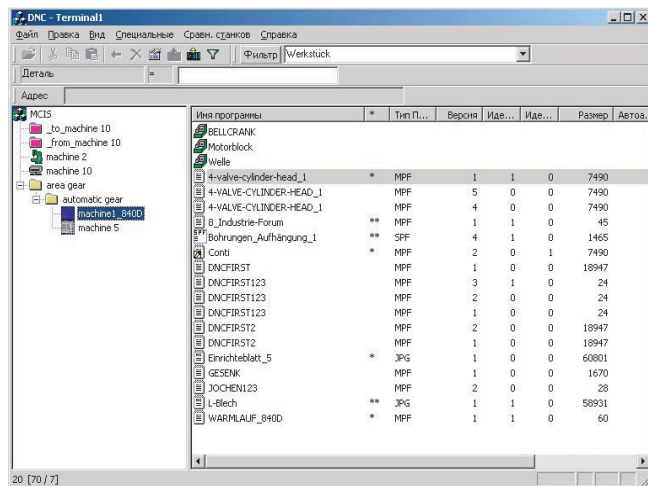 DNC - Terminal1
Файл Правка Вид Специальные Сравн. станков Справка
Фильтр Werkstück
Деталь =
Адрес
MCIS
_to_machine 10
_from_machine 10
machine 2
machine 10
area gear
automatic gear
machine1_840D
machine 5
Имя программы * Тип П... Версия Иде... Иде... Размер Автоа.
BELLCRANK
Motorblock
Welle
4-valve-cylinder-head_1 * MPF 1 1 0 7490
4-VALVE-CYLINDER-HEAD_1 MPF 5 0 0 7490
4-VALVE-CYLINDER-HEAD_1 MPF 4 0 0 7490
8_Industrie-Forum ** MPF 1 1 0 45
Bohrungen_Aufhängung_1 ** SPF 4 1 0 1465
Conti * MPF 2 0 1 7490
DNCFIRST MPF 1 0 0 18947
DNCFIRST123 MPF 3 1 0 24
DNCFIRST123 MPF 2 0 0 24
DNCFIRST123 MPF 1 0 0 24
DNCFIRST2 MPF 2 0 0 18947
DNCFIRST2 MPF 1 0 0 18947
Einrichteblatt_5 * JPG 1 0 0 60801
GESENK MPF 1 0 0 1670
JOCHEN123 MPF 2 0 0 28
L-Blech ** JPG 1 1 0 58931
WARMLAUF_840D * MPF 1 1 0 60
20 [70 / 7]